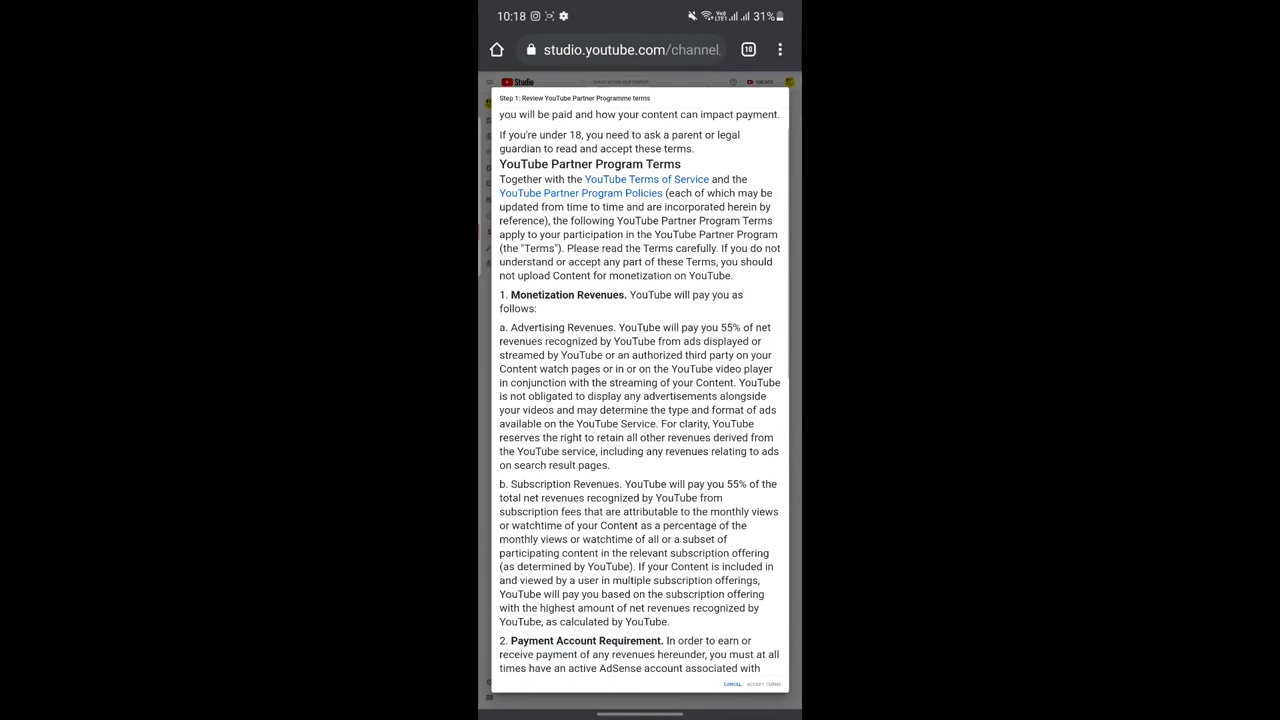 10:18
31%
studio.youtube.com/channel.
10
Studio
CREATE
Step 1: Review YouTube Partner Programme terms
you will be paid and how your content can impact payment.
If you're under 18, you need to ask a parent or legal
guardian to read and accept these terms.
YouTube Partner Program Terms
Together with the YouTube Terms of Service and the
YouTube Partner Program Policies (each of which may be
updated from time to time and are incorporated herein by
reference), the following YouTube Partner Program Terms
apply to your participation in the YouTube Partner Program
(the "Terms"). Please read the Terms carefully. If you do not
understand or accept any part of these Terms, you should
not upload Content for monetization on YouTube.
1. Monetization Revenues. YouTube will pay you as
follows:
a. Advertising Revenues. YouTube will pay you 55% of net
revenues recognized by YouTube from ads displayed or
streamed by YouTube or an authorized third party on your
Content watch pages or in or on the YouTube video player
in conjunction with the streaming of your Content. YouTube
is not obligated to display any advertisements alongside
your videos and may determine the type and format of ads
available on the YouTube Service. For clarity, YouTube
reserves the right to retain all other revenues derived from
the YouTube service, including any revenues relating to ads
on search result pages.
b. Subscription Revenues. YouTube will pay you 55% of the
total net revenues recognized by YouTube from
subscription fees that are attributable to the monthly views
or watchtime of your Content as a percentage of the
monthly views or watchtime of all or a subset of
participating content in the relevant subscription offering
(as determined by YouTube). If your Content is included in
and viewed by a user in multiple subscription offerings,
YouTube will pay you based on the subscription offering
with the highest amount of net revenues recognized by
YouTube, as calculated by YouTube.
2. Payment Account Requirement. In order to earn or
receive payment of any revenues hereunder, you must at all
times have an active AdSense account associated with
CANCEL ACCEPT TERMS